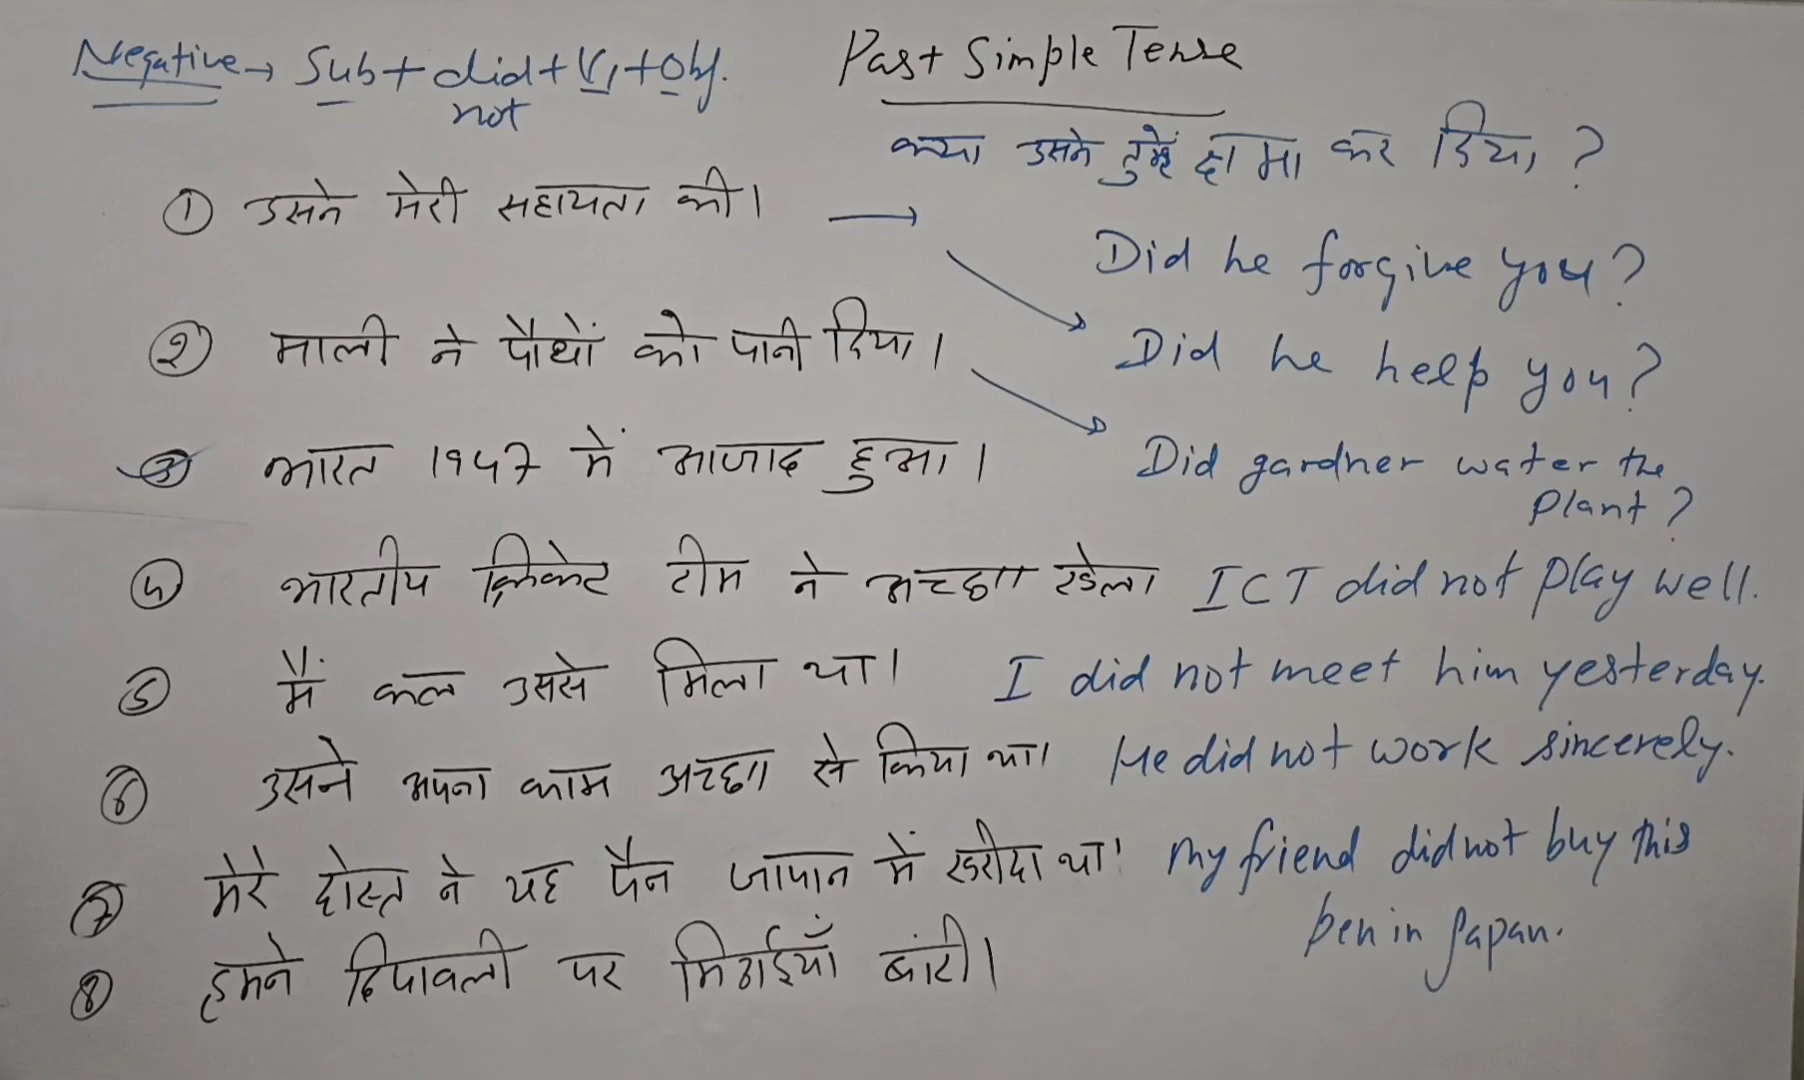 Negative → Sub + did + V1 + Obj.
not
Past Simple Tense
क्या उसने तुम्हें क्षमा कर दिया ?
① उसने मेरी सहायता की।
Did he forgive you?
Did he help you?
② माली ने पौधों को पानी दिया।
Did gardner water the
Plant?
③ भारत 1947 में आजाद हुआ।
④ भारतीय क्रिकेट टीम ने अच्छा खेला ICT did not play well.
⑤ मैं कल उससे मिला था। I did not meet him yesterday.
⑥ उसने अपना काम अच्छा से किया था। He did not work sincerely.
⑦ मेरे दोस्त ने यह पैन जापान में खरीदा था। My friend did not buy this
pen in Japan.
⑧ हमने दिपावली पर मिठाईयाँ बांटी।